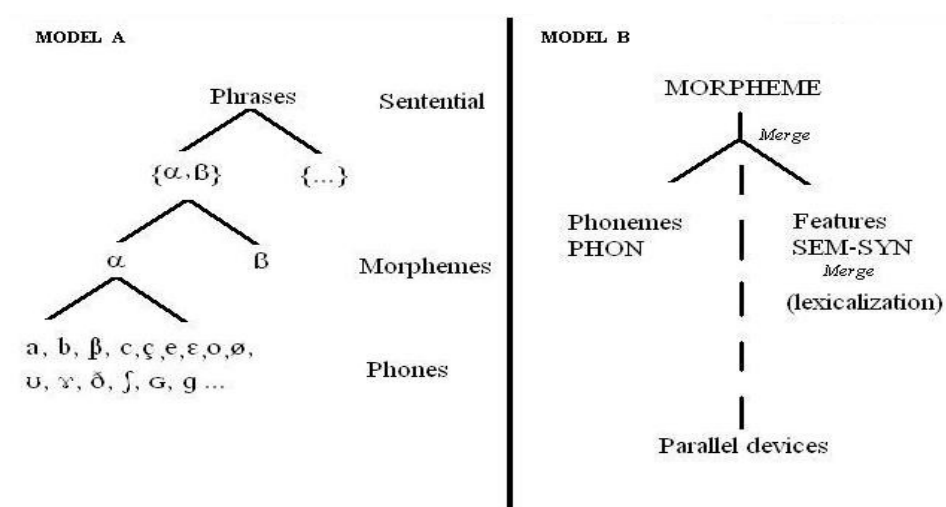 MODEL A
Phrases Sentential
{α,β} {...}
α β Morphemes
a, b, β, c,ç,e,ɛ,o,ø,
ʊ, ɤ, ð, ʃ, ɢ, ɡ ...
Phones
MODEL B
MORPHEME
Merge
Phonemes
PHON
Features
SEM-SYN
Merge
(lexicalization)
Parallel devices